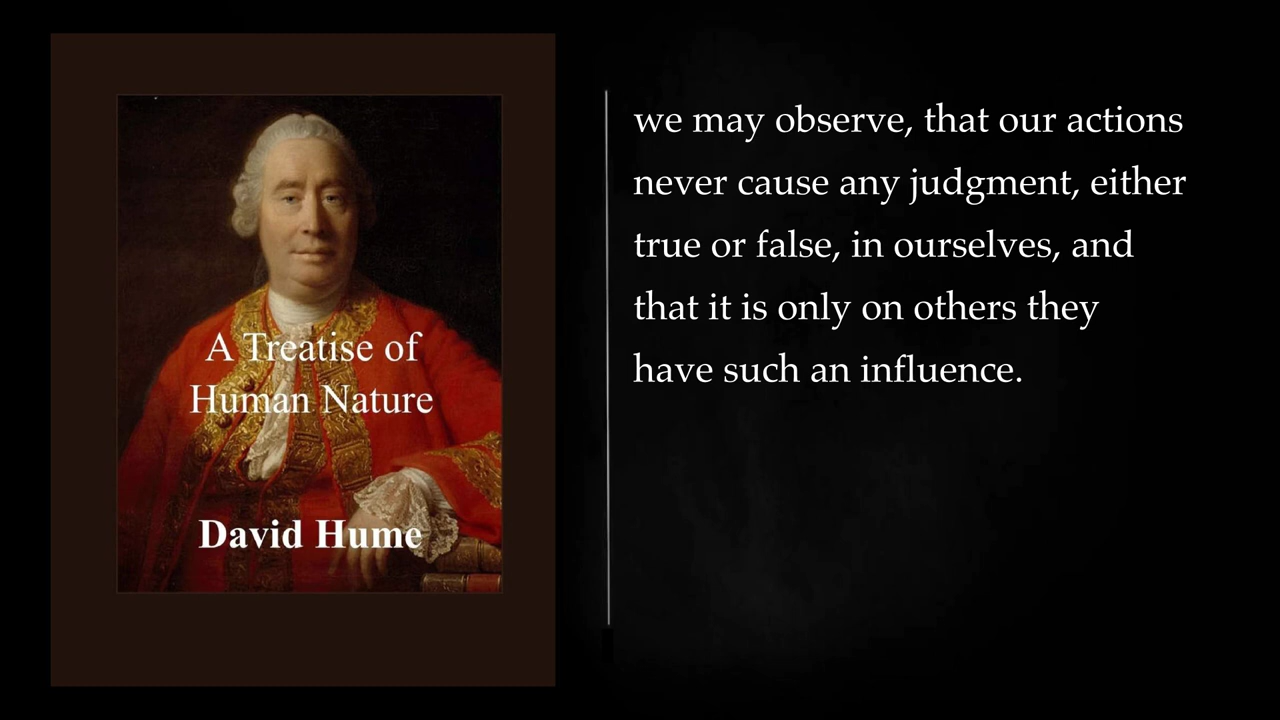 A Treatise of
Human Nature
David Hume
we may observe, that our actions
never cause any judgment, either
true or false, in ourselves, and
that it is only on others they
have such an influence.